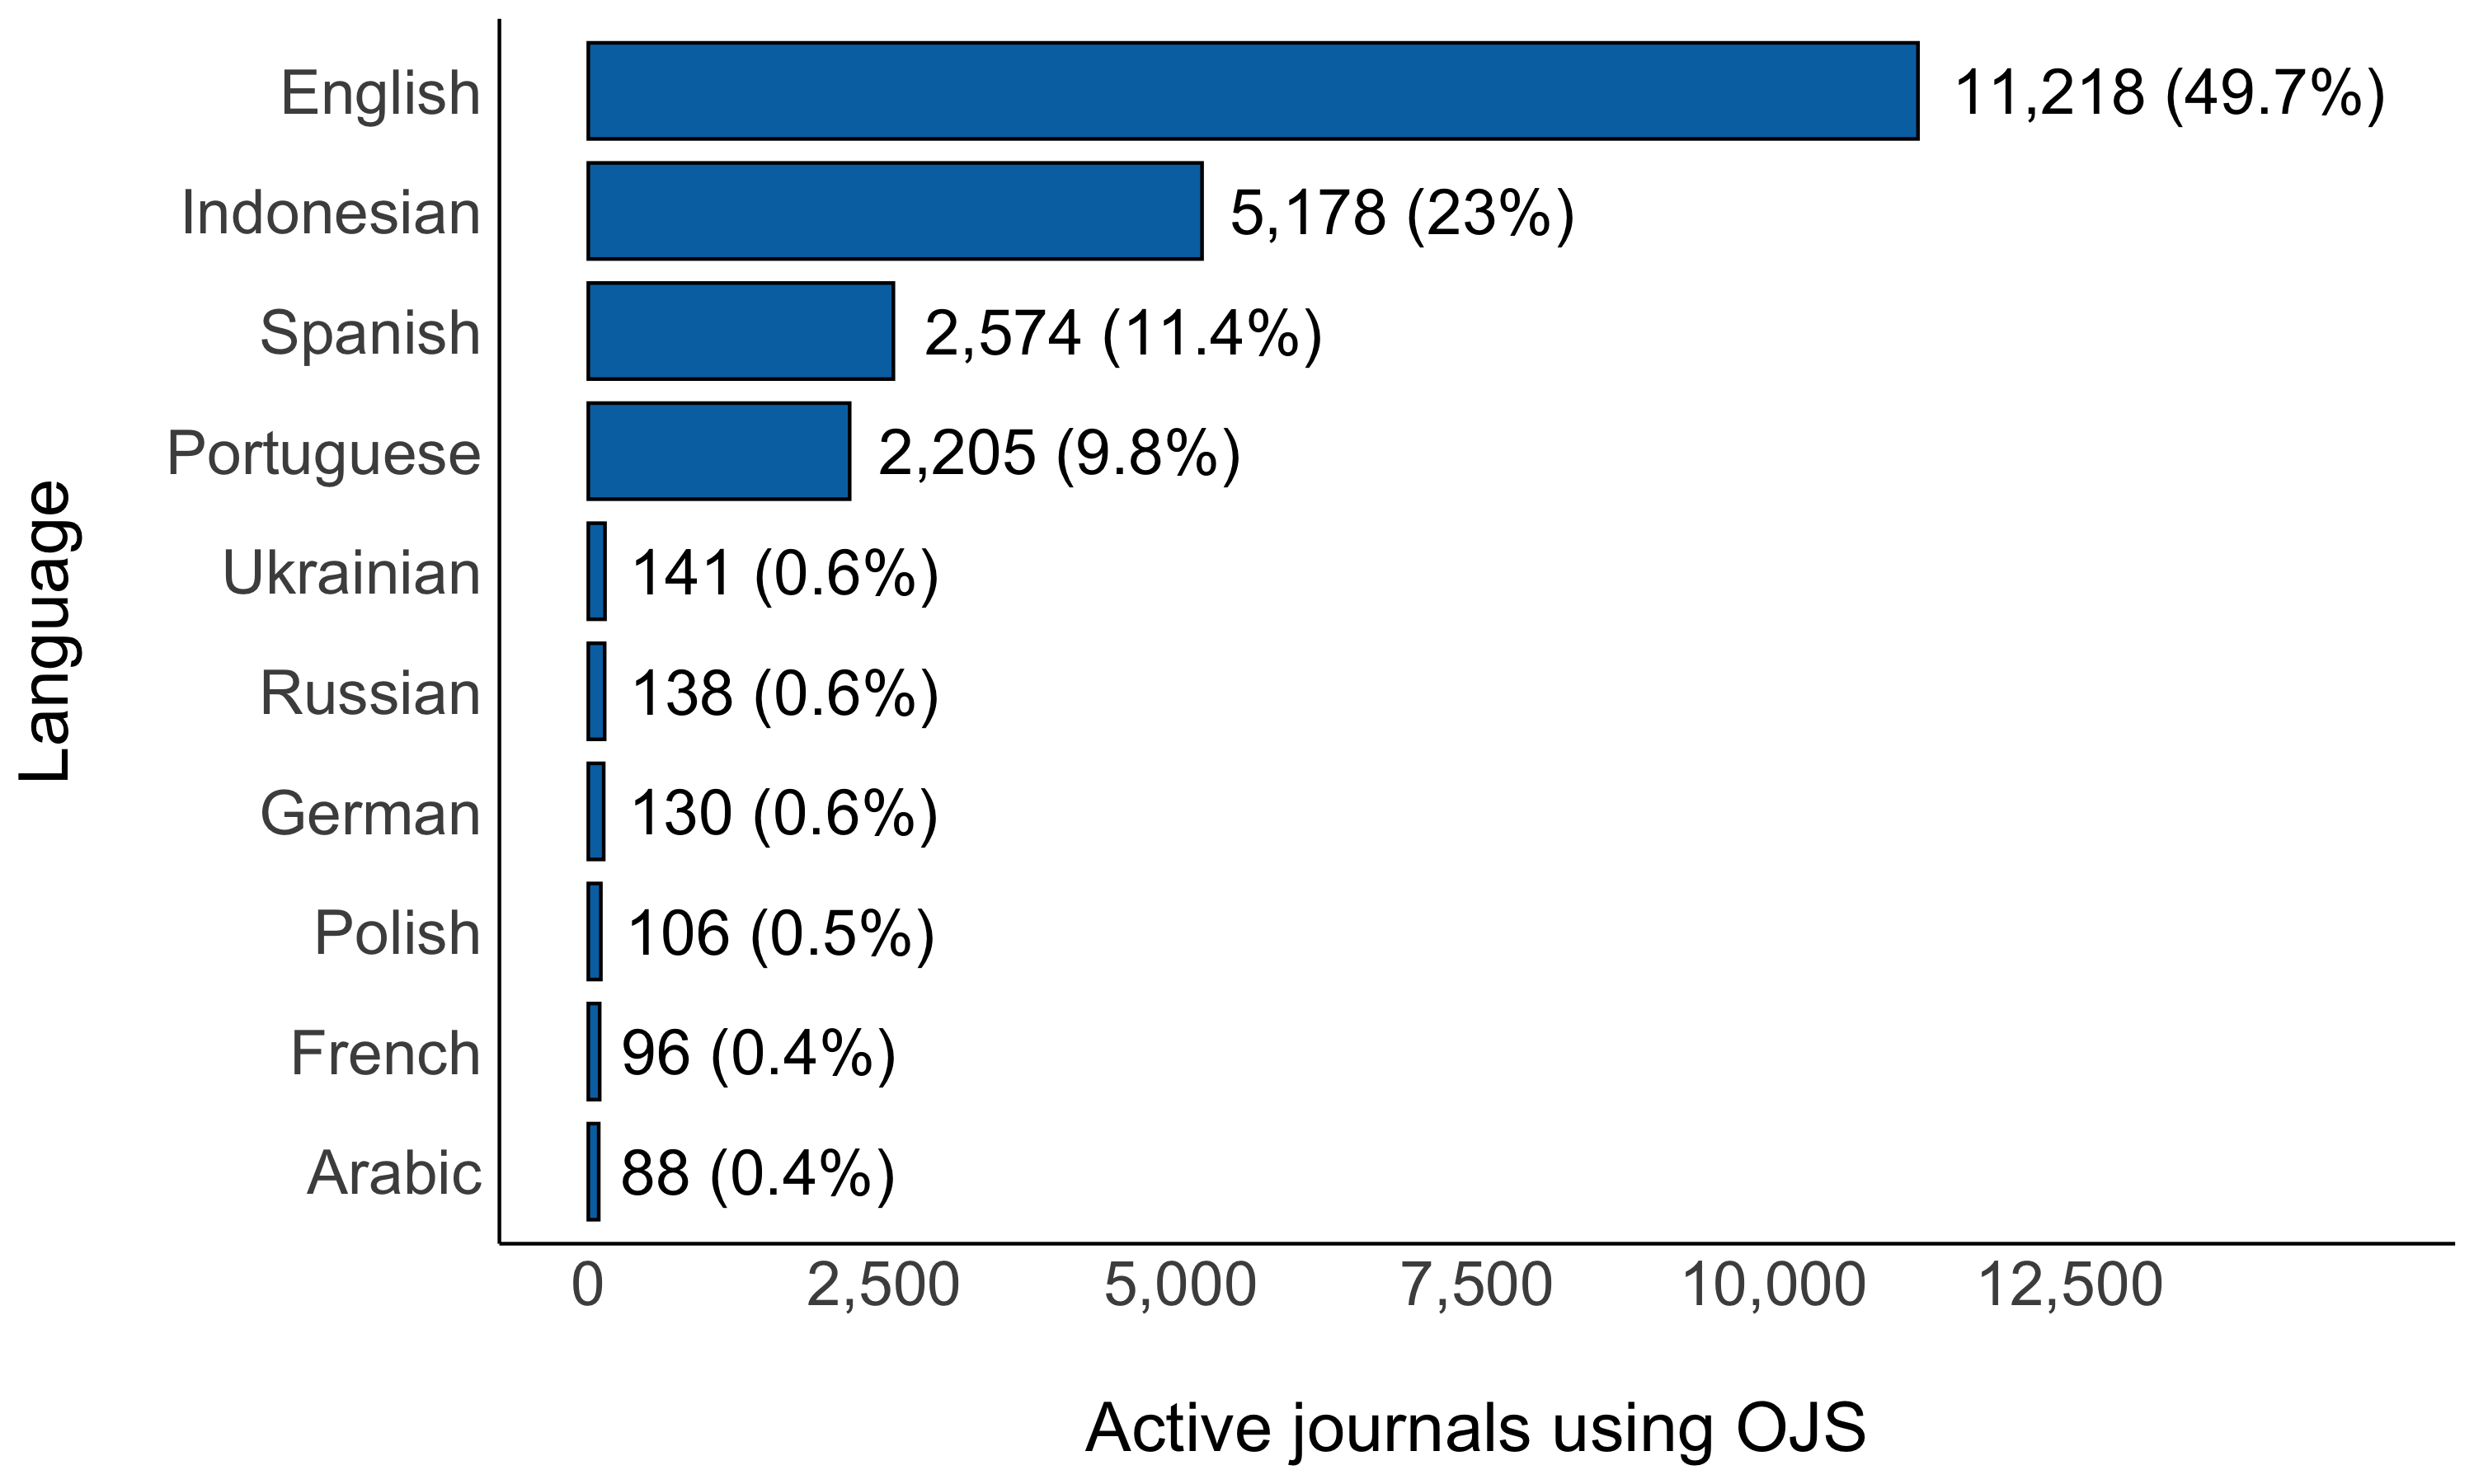 Language
English 11,218 (49.7%)
Indonesian 5,178 (23%)
Spanish 2,574 (11.4%)
Portuguese 2,205 (9.8%)
Ukrainian 141 (0.6%)
Russian 138 (0.6%)
German 130 (0.6%)
Polish 106 (0.5%)
French 96 (0.4%)
Arabic 88 (0.4%)
0 2,500 5,000 7,500 10,000 12,500
Active journals using OJS